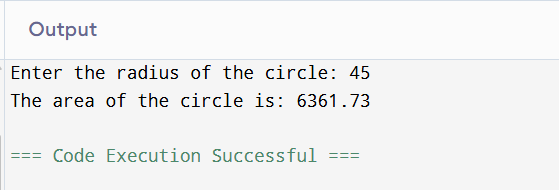 Output
Enter the radius of the circle: 45
The area of the circle is: 6361.73
=== Code Execution Successful ===